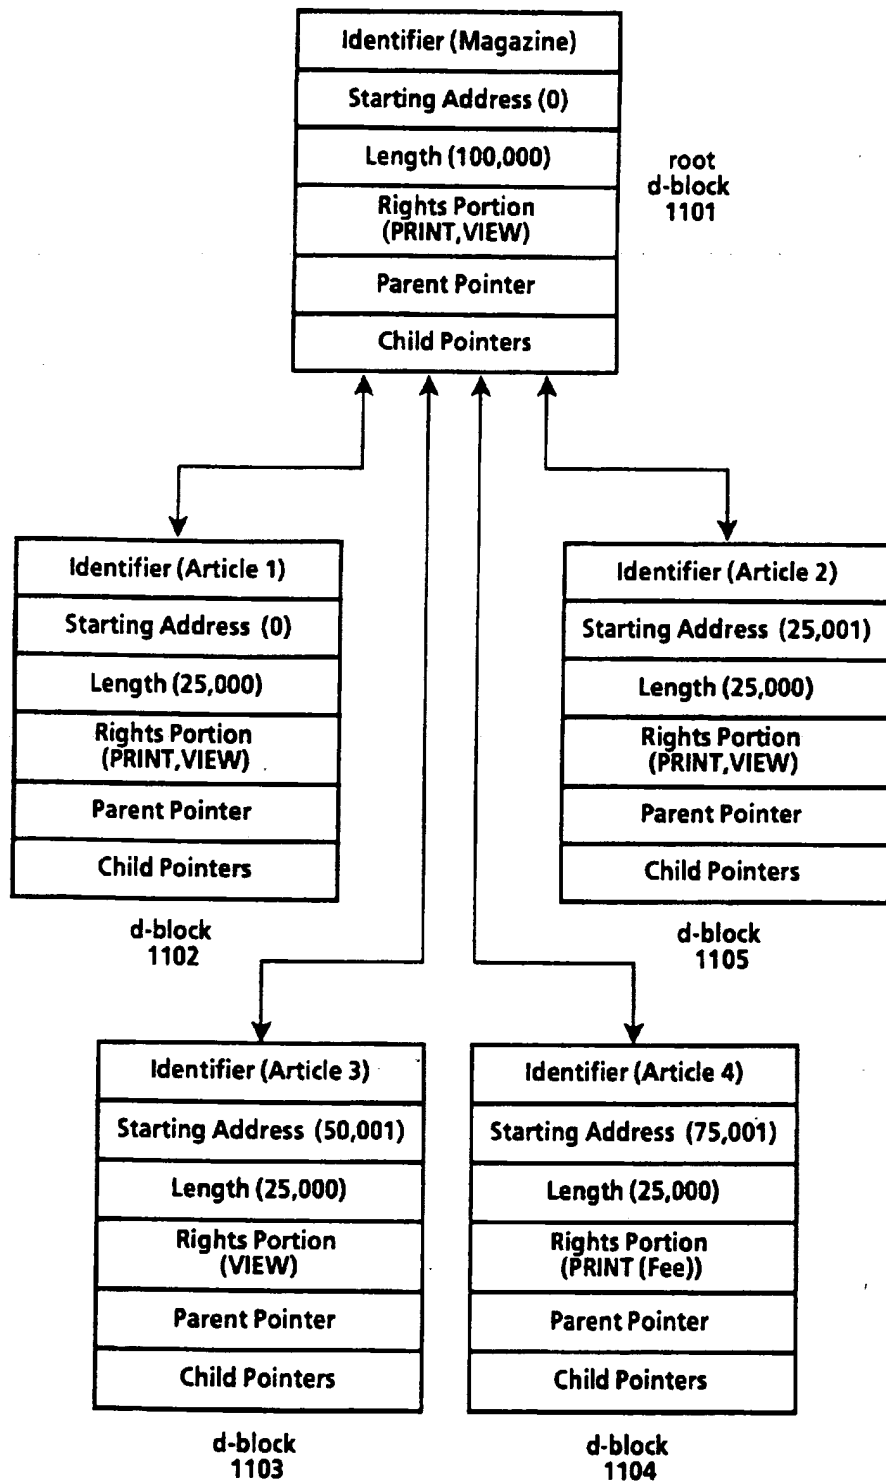 Identifier (Magazine)
Starting Address (0)
Length (100,000)
Rights Portion
(PRINT,VIEW)
Parent Pointer
Child Pointers
root
d-block
1101
Identifier (Article 1)
Starting Address (0)
Length (25,000)
Rights Portion
(PRINT,VIEW)
Parent Pointer
Child Pointers
d-block
1102
Identifier (Article 2)
Starting Address (25,001)
Length (25,000)
Rights Portion
(PRINT,VIEW)
Parent Pointer
Child Pointers
d-block
1105
Identifier (Article 3)
Starting Address (50,001)
Length (25,000)
Rights Portion
(VIEW)
Parent Pointer
Child Pointers
d-block
1103
Identifier (Article 4)
Starting Address (75,001)
Length (25,000)
Rights Portion
(PRINT (Fee))
Parent Pointer
Child Pointers
d-block
1104